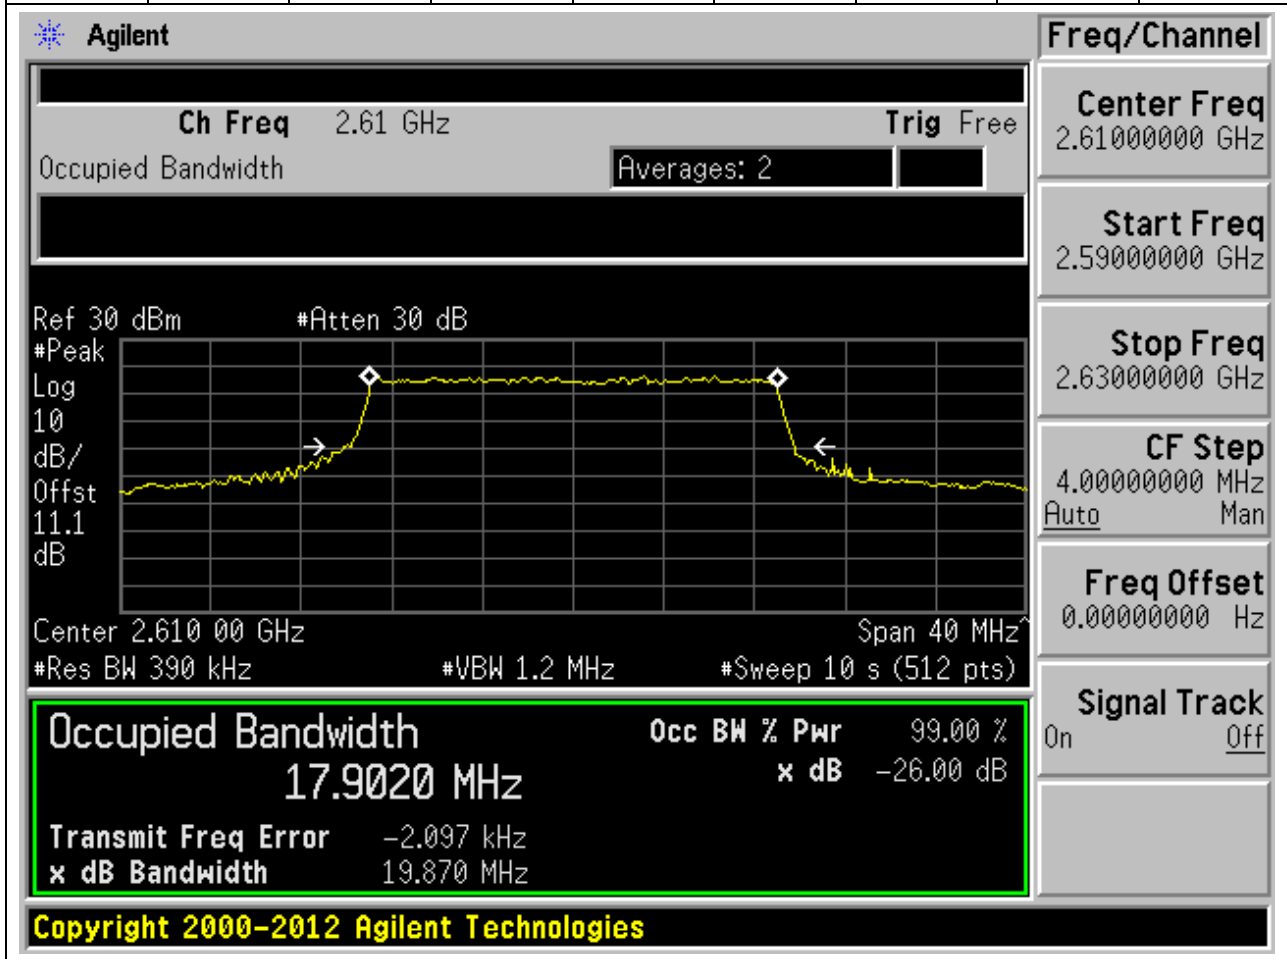 Agilent
Freq/Channel
Ch Freq 2.61 GHz Trig Free
Occupied Bandwidth Averages: 2
Center Freq
2.61000000 GHz
Start Freq
2.59000000 GHz
Stop Freq
2.63000000 GHz
CF Step
4.00000000 MHz
Auto Man
Freq Offset
0.00000000 Hz
Signal Track
On Off
Ref 30 dBm #Atten 30 dB
#Peak
Log
10
dB/
Offst
11.1
dB
Center 2.610 00 GHz Span 40 MHz^
#Res BW 390 kHz #VBW 1.2 MHz #Sweep 10 s (512 pts)
Occupied Bandwidth Occ BW % Pwr 99.00 %
17.9020 MHz x dB -26.00 dB
Transmit Freq Error -2.097 kHz
x dB Bandwidth 19.870 MHz
Copyright 2000-2012 Agilent Technologies